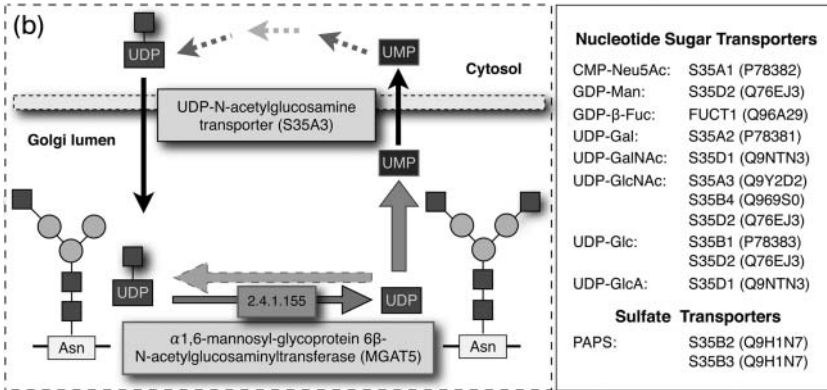 (b)
UDP
UMP
Cytosol
UDP-N-acetylglucosamine
transporter (S35A3)
Golgi lumen
UMP
UDP
2.4.1.155
UDP
Asn
α1,6-mannosyl-glycoprotein 6β-
N-acetylglucosaminyltransferase (MGAT5)
Asn
Nucleotide Sugar Transporters
CMP-Neu5Ac: S35A1 (P78382)
GDP-Man: S35D2 (Q76EJ3)
GDP-β-Fuc: FUCT1 (Q96A29)
UDP-Gal: S35A2 (P78381)
UDP-GalNAc: S35D1 (Q9NTN3)
UDP-GlcNAc: S35A3 (Q9Y2D2)
S35B4 (Q969S0)
S35D2 (Q76EJ3)
UDP-Glc: S35B1 (P78383)
S35D2 (Q76EJ3)
UDP-GlcA: S35D1 (Q9NTN3)
Sulfate Transporters
PAPS: S35B2 (Q9H1N7)
S35B3 (Q9H1N7)